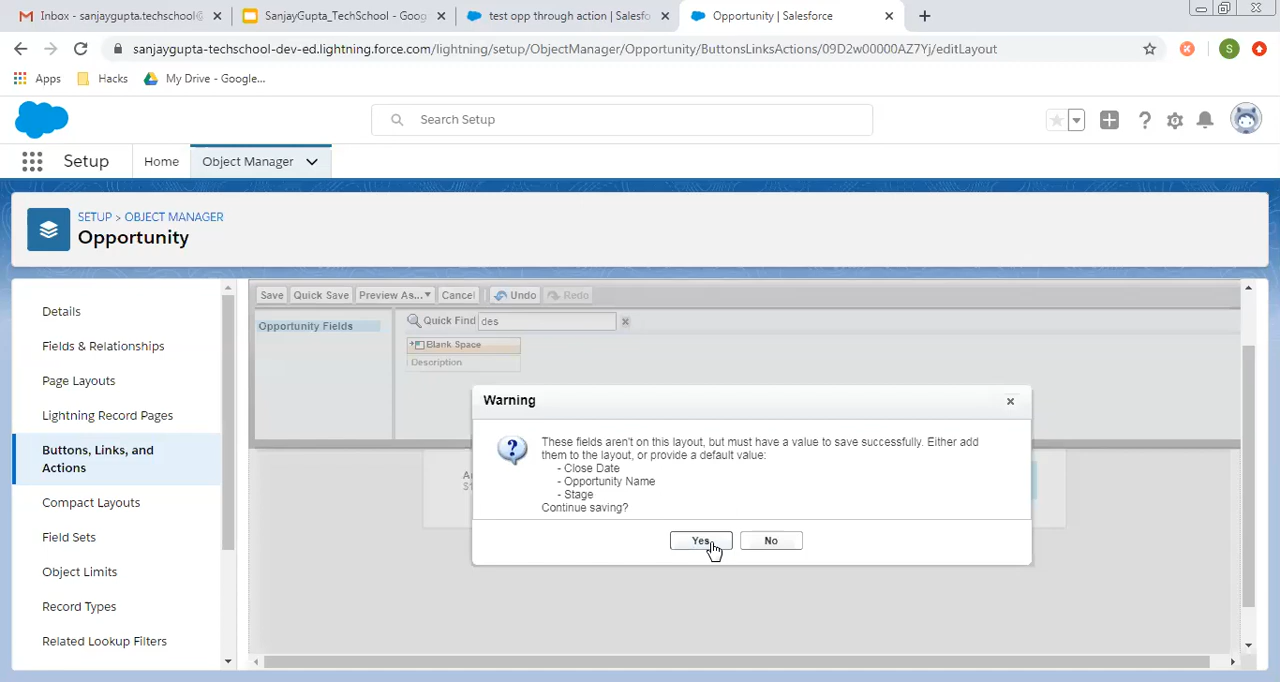 Inbox - sanjaygupta.techschool@
SanjayGupta_TechSchool - Goog
test opp through action | Salesfo
Opportunity | Salesforce
sanjaygupta-techschool-dev-ed.lightning.force.com/lightning/setup/ObjectManager/Opportunity/ButtonsLinksActions/09D2w00000AZ7Yj/editLayout
S
Apps
Hacks
My Drive - Google...
Search Setup
Setup
Home
Object Manager
SETUP > OBJECT MANAGER
Opportunity
Details
Fields & Relationships
Page Layouts
Lightning Record Pages
Buttons, Links, and
Actions
Compact Layouts
Field Sets
Object Limits
Record Types
Related Lookup Filters
Save
Quick Save
Preview As...
Cancel
Undo
Redo
Opportunity Fields
Quick Find
des
Blank Space
Description
Warning
These fields aren't on this layout, but must have a value to save successfully. Either add
them to the layout, or provide a default value:
- Close Date
- Opportunity Name
- Stage
Continue saving?
Yes
No